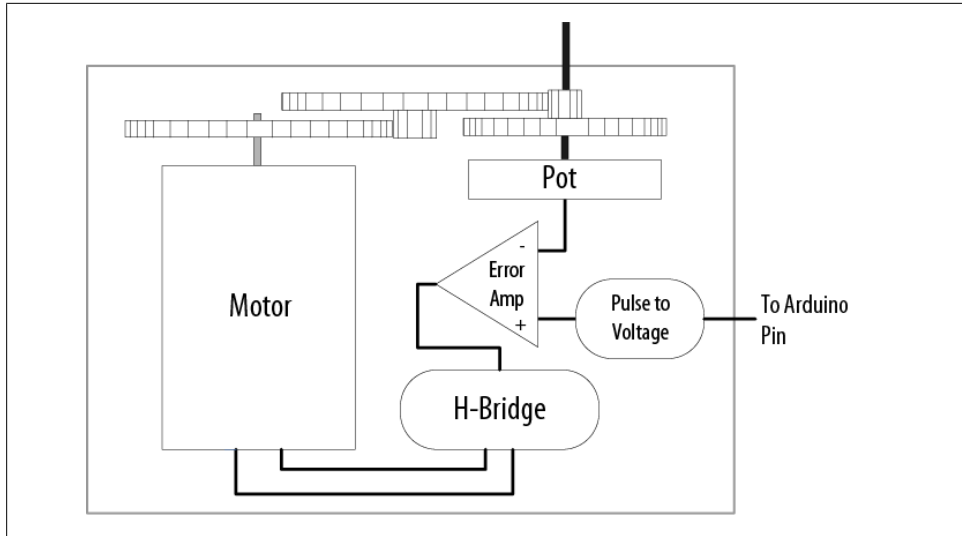 Pot
-
Error
Amp
+
Motor
Pulse to
Voltage
To Arduino
Pin
H-Bridge